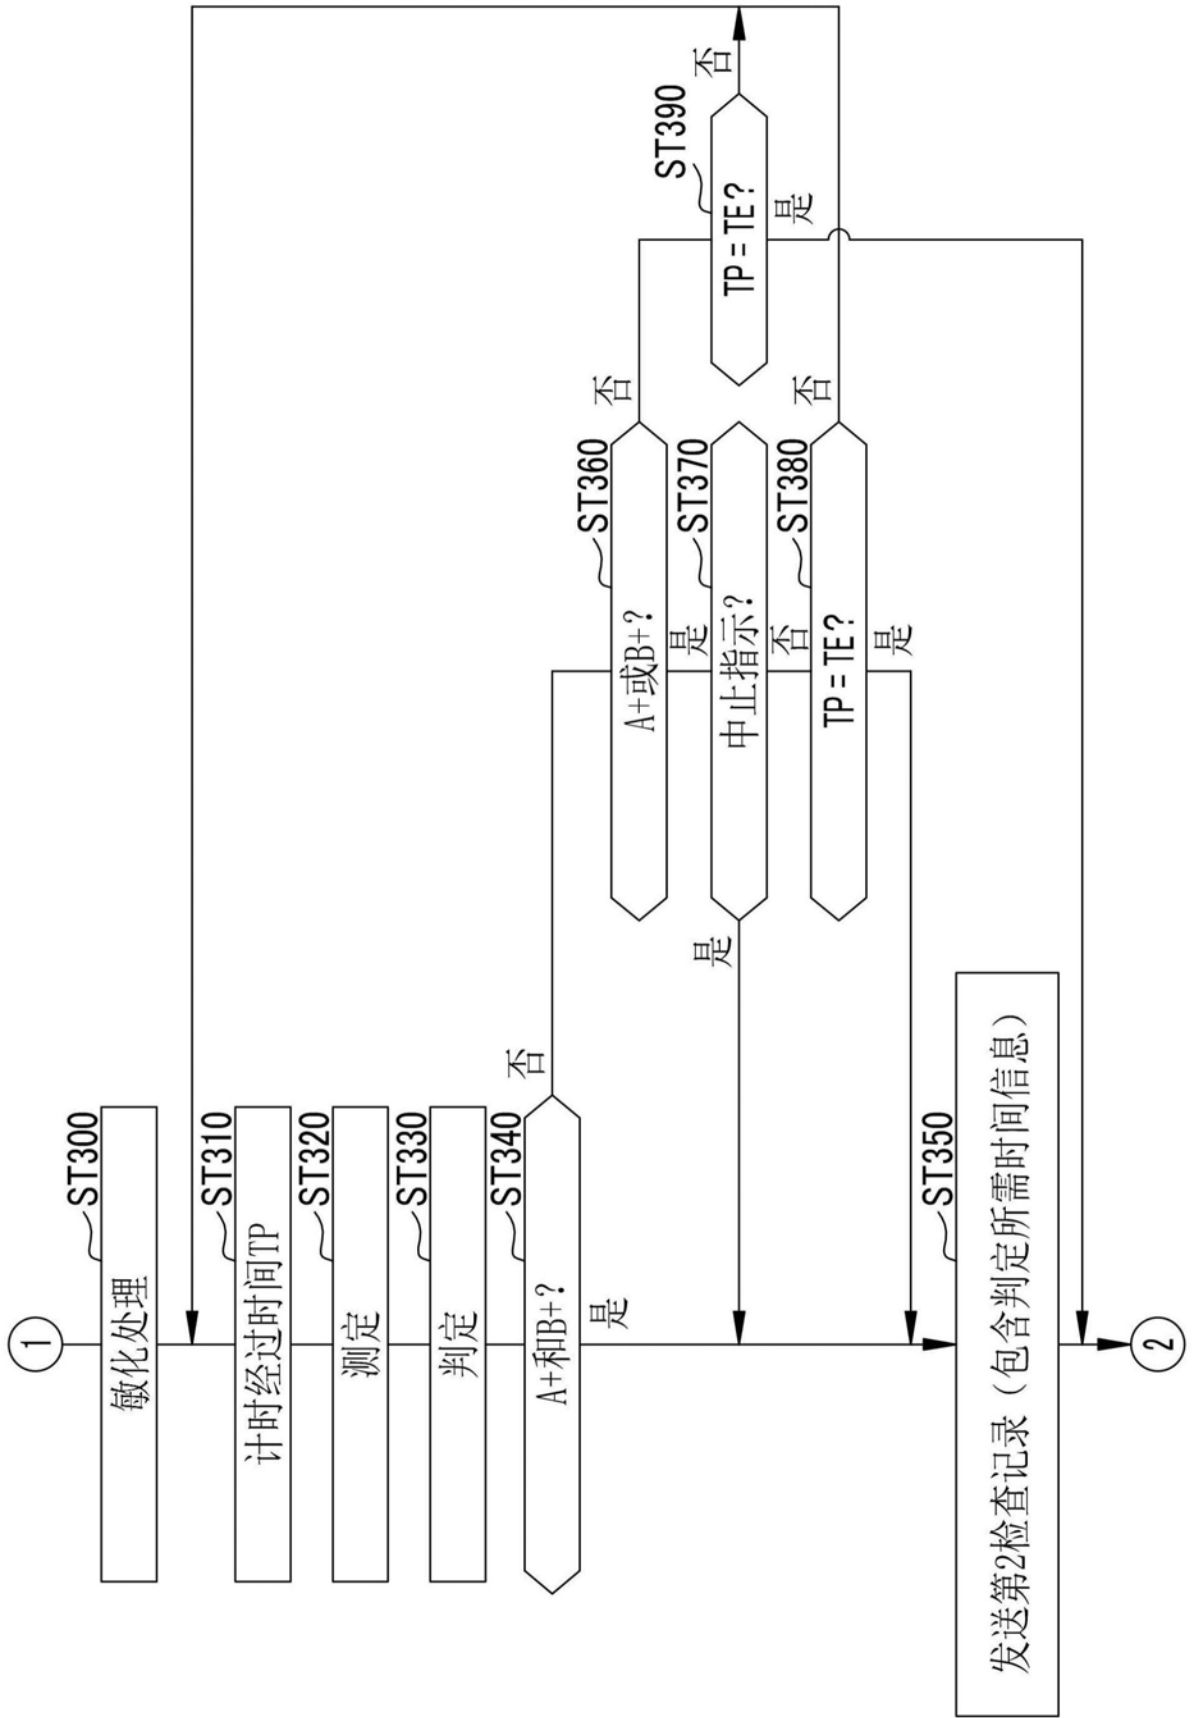 1
ST300
敏化处理
ST310
计时经过时间TP
ST320
测定
ST330
判定
ST340
A+和B+?
否
是
ST360
A+或B+?
否
是
ST370
中止指示?
是
否
ST380
TP=TE?
否
是
ST390
TP=TE?
否
是
ST350
发送第2检查记录（包含判定所需时间信息）
2